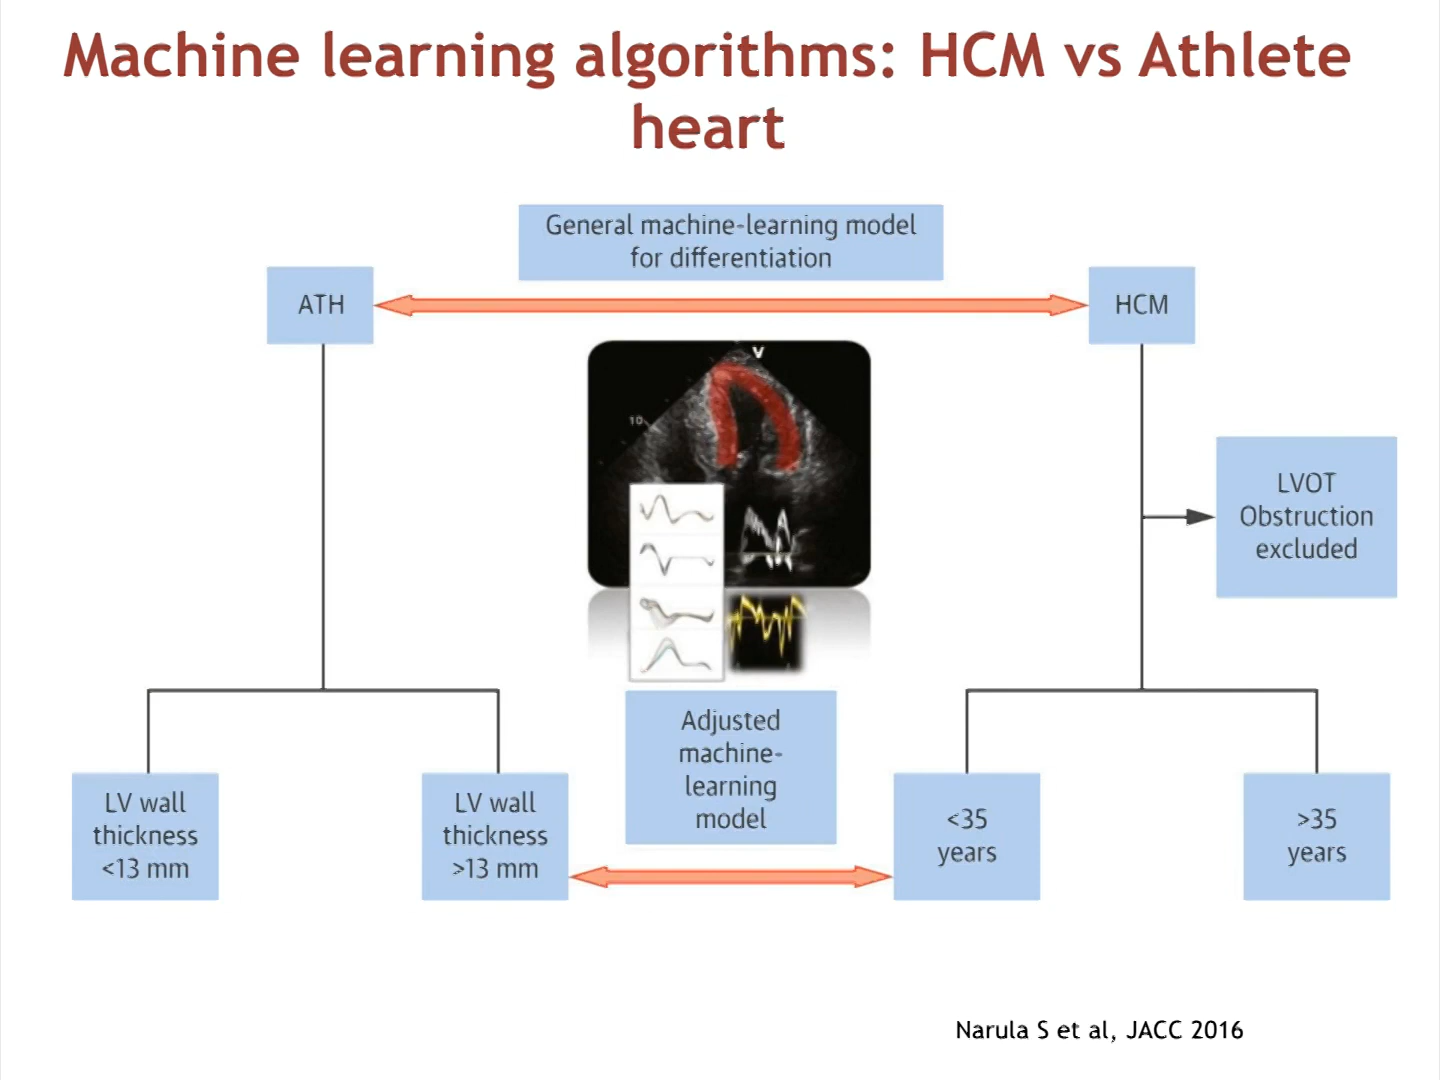 Machine learning algorithms: HCM vs Athlete
heart
General machine-learning model
for differentiation
ATH
HCM
V
10
LVOT
Obstruction
excluded
Adjusted
machine-
learning
model
LV wall
thickness
<13 mm
LV wall
thickness
>13 mm
<35
years
>35
years
Narula S et al, JACC 2016